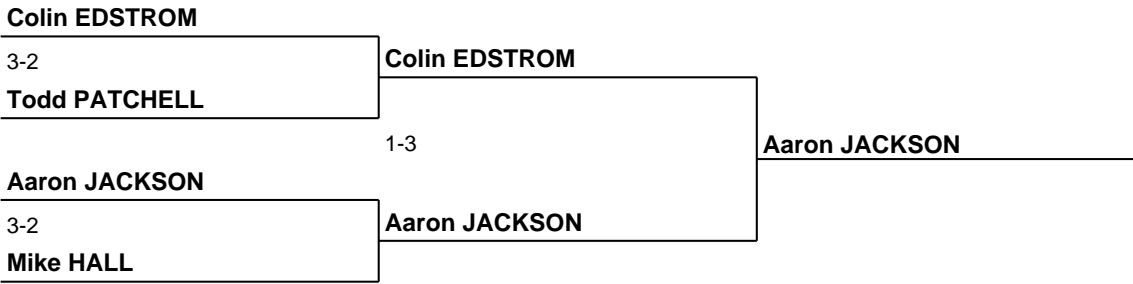 Colin EDSTROM
3-2
Colin EDSTROM
Todd PATCHELL
1-3
Aaron JACKSON
Aaron JACKSON
3-2
Aaron JACKSON
Mike HALL